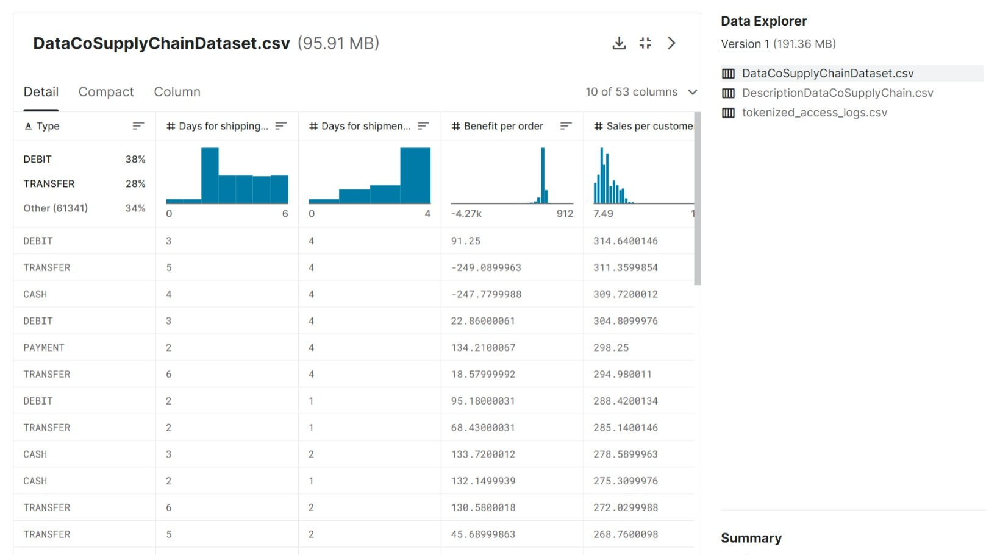 DataCoSupplyChainDataset.csv (95.91 MB)
Detail Compact Column 10 of 53 columns
A Type # Days for shipping... # Days for shipmen... # Benefit per order # Sales per custome
DEBIT 38%
TRANSFER 28%
Other (61341) 34%
0 6 0 4 -4.27k 912 7.49 1
DEBIT 3 4 91.25 314.6400146
TRANSFER 5 4 -249.0899963 311.3599854
CASH 4 4 -247.7799988 309.7200012
DEBIT 3 4 22.86000061 304.8099976
PAYMENT 2 4 134.2100067 298.25
TRANSFER 6 4 18.57999992 294.980011
DEBIT 2 1 95.18000031 288.4200134
TRANSFER 2 1 68.43000031 285.1400146
CASH 3 2 133.7200012 278.5899963
CASH 2 1 132.1499939 275.3099976
TRANSFER 6 2 130.5800018 272.0299988
TRANSFER 5 2 45.68999863 268.7600098
Data Explorer
Version 1 (191.36 MB)
DataCoSupplyChainDataset.csv
DescriptionDataCoSupplyChain.csv
tokenized_access_logs.csv
Summary